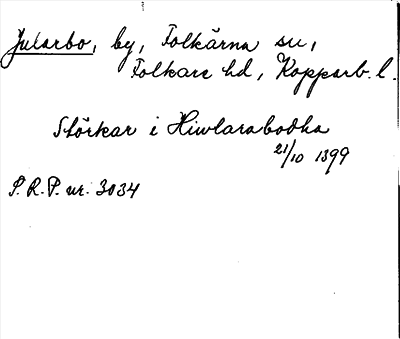 Jularbo, by, Folkärna sn,
Folkare hd, Kopparb. l.
Störkar i Hiwlarabodha
21/10 1399
S.R.P. nr. 3034